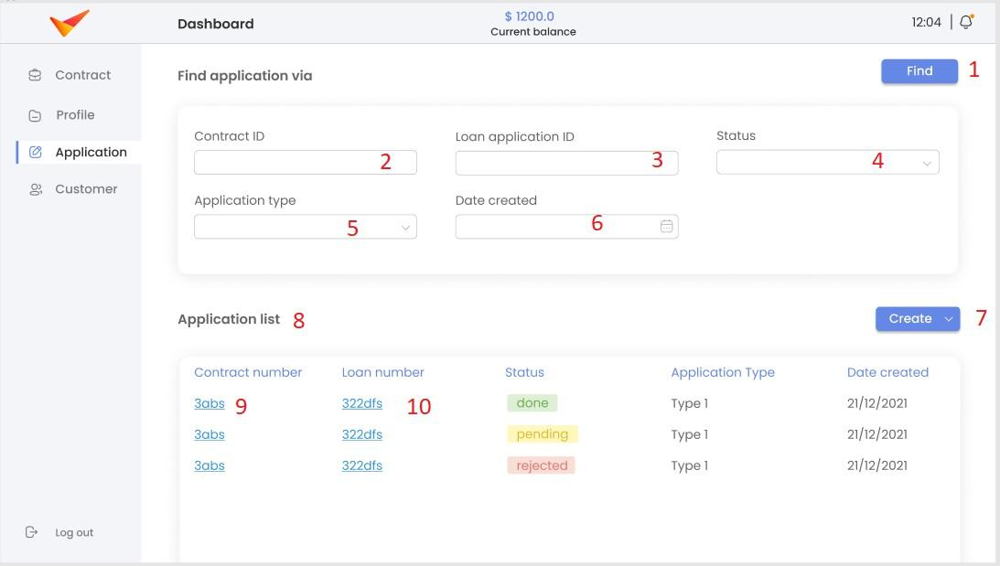 Dashboard
$ 1200.0
Current balance
12:04
Contract
Profile
Application
Customer
Log out
Find application via
Find 1
Contract ID
2
Loan application ID
3
Status
4
Application type
5
Date created
6
Application list 8
Create 7
Contract number Loan number Status Application Type Date created
3abs 9 322dfs 10 done Type 1 21/12/2021
3abs 322dfs pending Type 1 21/12/2021
3abs 322dfs rejected Type 1 21/12/2021